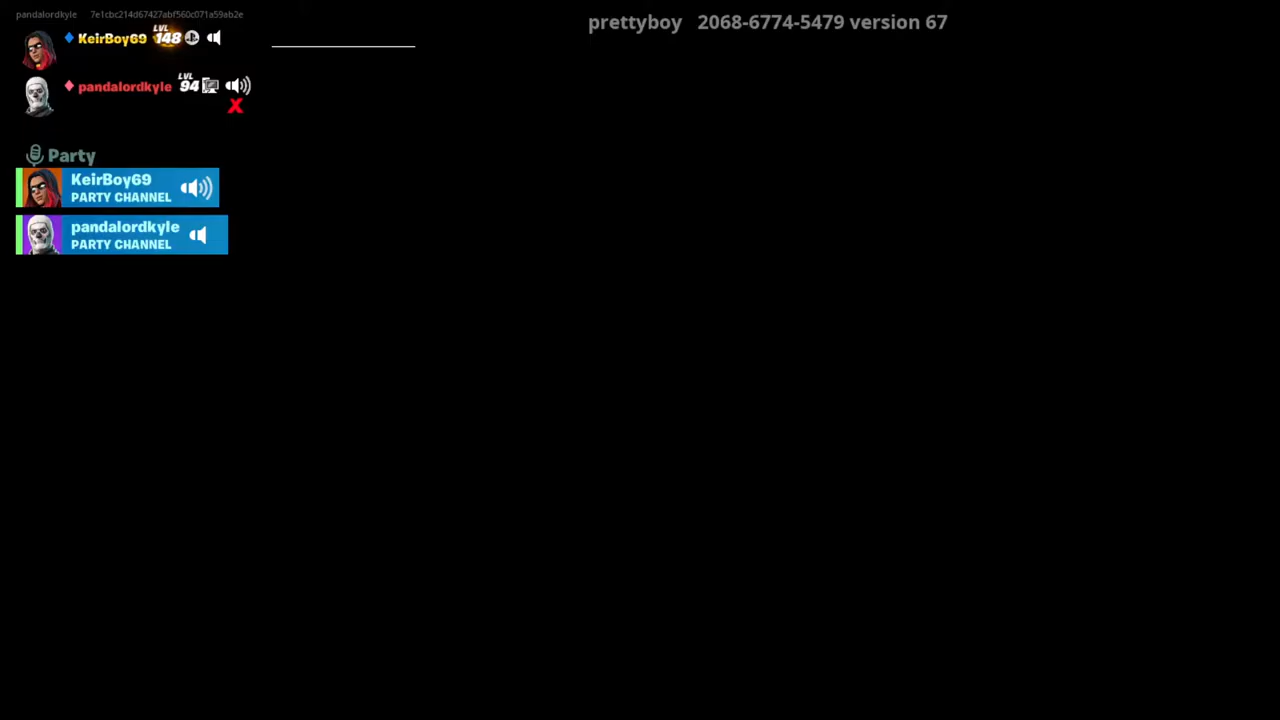 pandalordkyle 7e1cbc214d67427abf560c071a59ab2e
prettyboy 2068-6774-5479 version 67
KeirBoy69 LVL 148
pandalordkyle LVL 94
X
Party
KeirBoy69
PARTY CHANNEL
pandalordkyle
PARTY CHANNEL